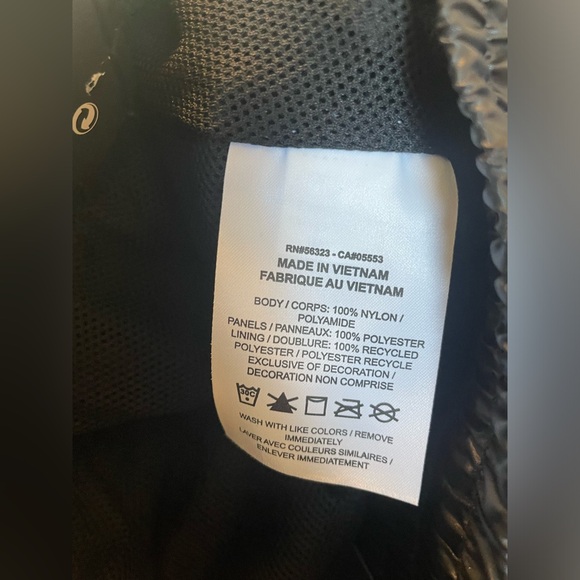 RN#56323 - CA#05553
MADE IN VIETNAM
FABRIQUE AU VIETNAM
BODY / CORPS: 100% NYLON /
POLYAMIDE
PANELS / PANNEAUX: 100% POLYESTER
LINING / DOUBLURE: 100% RECYCLED
POLYESTER / POLYESTER RECYCLE
EXCLUSIVE OF DECORATION /
DECORATION NON COMPRISE
30C
WASH WITH LIKE COLORS / REMOVE
IMMEDIATELY
LAVER AVEC COULEURS SIMILAIRES /
ENLEVER IMMEDIATEMENT